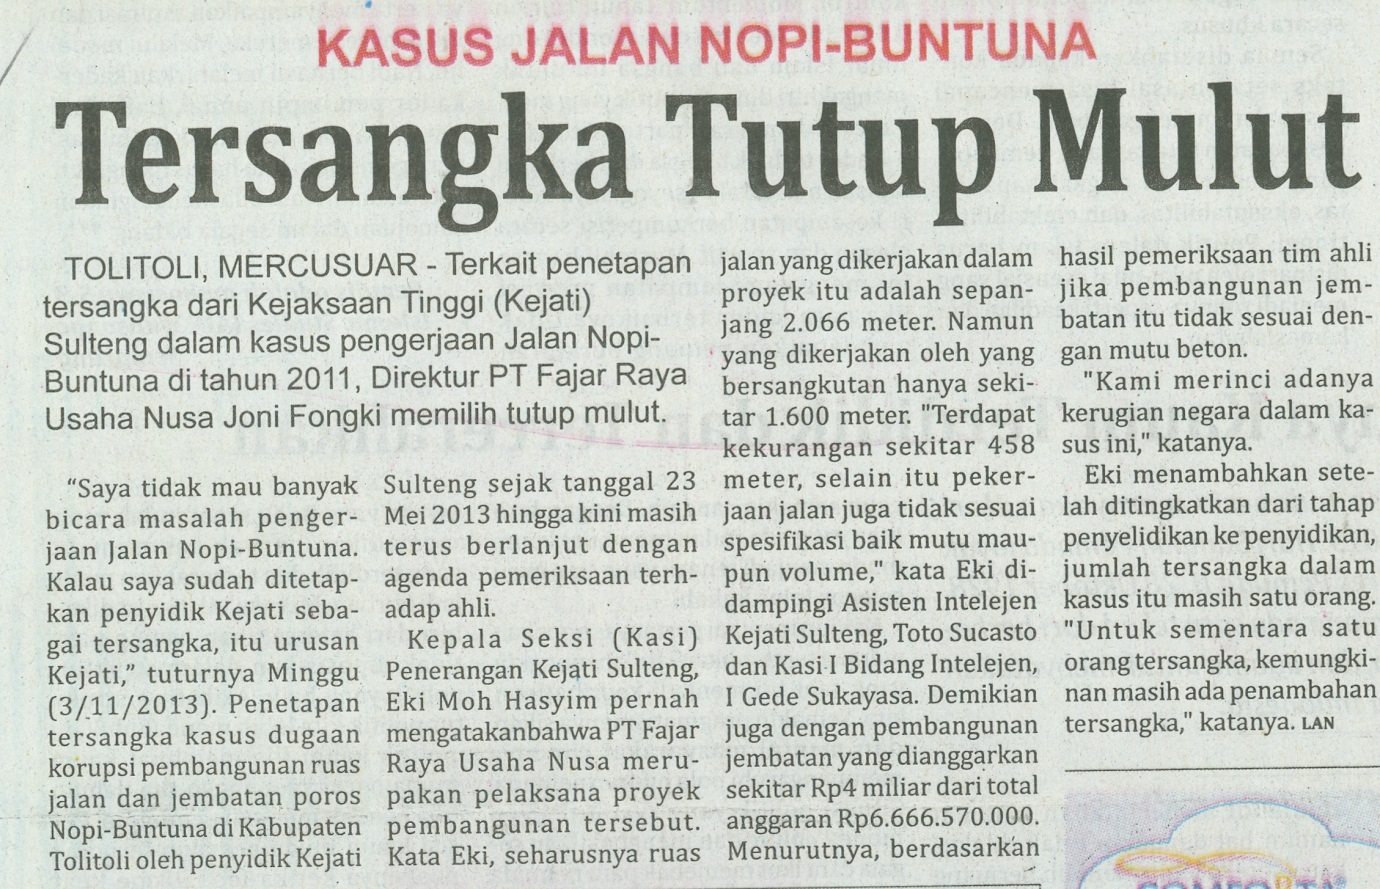 KASUS JALAN NOPI-BUNTUNA
Tersangka Tutup Mulut
TOLITOLI, MERCUSUAR - Terkait penetapan
tersangka dari Kejaksaan Tinggi (Kejati)
Sulteng dalam kasus pengerjaan Jalan Nopi-
Buntuna di tahun 2011, Direktur PT Fajar Raya
Usaha Nusa Joni Fongki memilih tutup mulut.
“Saya tidak mau banyak
bicara masalah penger-
jaan Jalan Nopi-Buntuna.
Kalau saya sudah ditetap-
kan penyidik Kejati seba-
gai tersangka, itu urusan
Kejati,” tuturnya Minggu
(3/11/2013). Penetapan
tersangka kasus dugaan
korupsi pembangunan ruas
jalan dan jembatan poros
Nopi-Buntuna di Kabupaten
Tolitoli oleh penyidik Kejati
Sulteng sejak tanggal 23
Mei 2013 hingga kini masih
terus berlanjut dengan
agenda pemeriksaan terh-
adap ahli.
Kepala Seksi (Kasi)
Penerangan Kejati Sulteng,
Eki Moh Hasyim pernah
mengatakanbahwa PT Fajar
Raya Usaha Nusa meru-
pakan pelaksana proyek
pembangunan tersebut.
Kata Eki, seharusnya ruas
jalan yang dikerjakan dalam
proyek itu adalah sepan-
jang 2.066 meter. Namun
yang dikerjakan oleh yang
bersangkutan hanya seki-
tar 1.600 meter. "Terdapat
kekurangan sekitar 458
meter, selain itu peker-
jaan jalan juga tidak sesuai
spesifikasi baik mutu mau-
pun volume," kata Eki di-
dampingi Asisten Intelejen
Kejati Sulteng, Toto Sucasto
dan Kasi I Bidang Intelejen,
I Gede Sukayasa. Demikian
juga dengan pembangunan
jembatan yang dianggarkan
sekitar Rp4 miliar dari total
anggaran Rp6.666.570.000.
Menurutnya, berdasarkan
hasil pemeriksaan tim ahli
jika pembangunan jem-
batan itu tidak sesuai den-
gan mutu beton.
"Kami merinci adanya
kerugian negara dalam ka-
sus ini," katanya.
Eki menambahkan sete-
lah ditingkatkan dari tahap
penyelidikan ke penyidikan,
jumlah tersangka dalam
kasus itu masih satu orang.
"Untuk sementara satu
orang tersangka, kemungki-
nan masih ada penambahan
tersangka," katanya. LAN